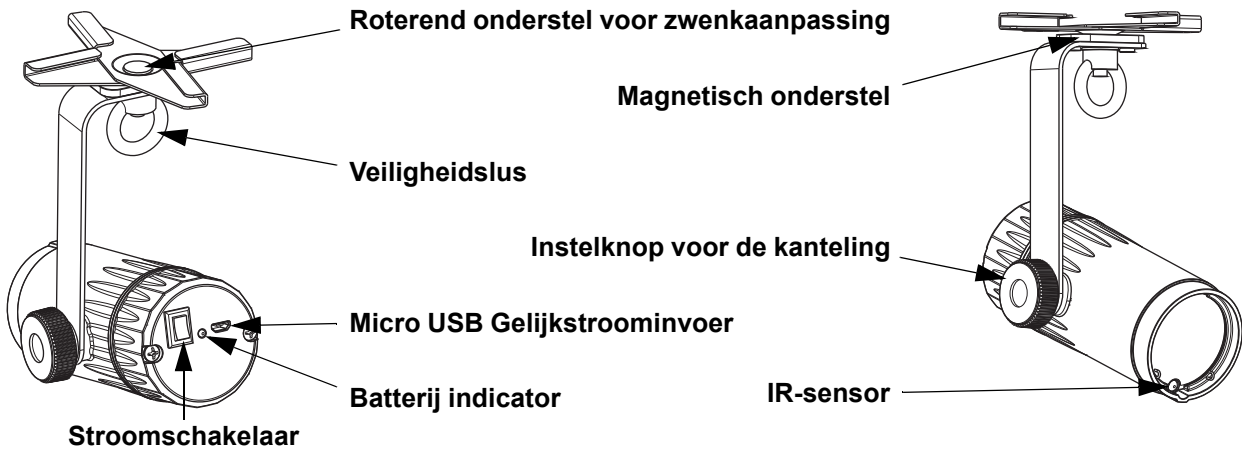 Roterend onderstel voor zwenkaanpassing
Magnetisch onderstel
Veiligheidslus
Instelknop voor de kanteling
Micro USB Gelijkstroominvoer
Batterij indicator
IR-sensor
Stroomschakelaar